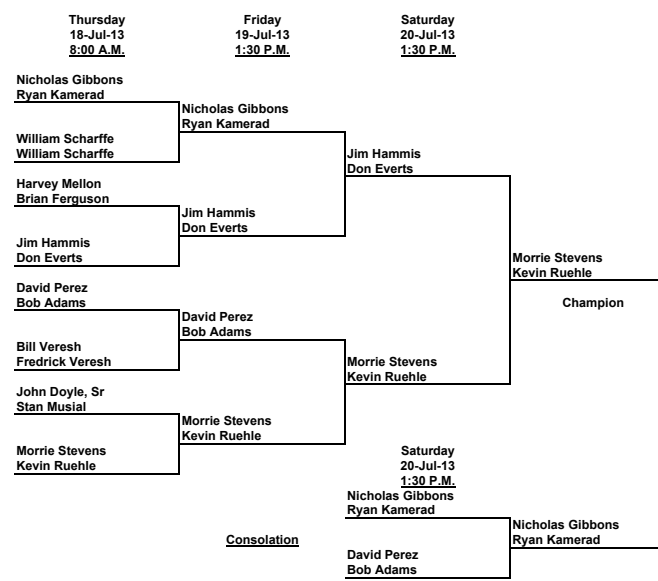 Thursday
18-Jul-13
8:00 A.M.
Friday
19-Jul-13
1:30 P.M.
Saturday
20-Jul-13
1:30 P.M.
Nicholas Gibbons
Ryan Kamerad
William Scharffe
William Scharffe
Harvey Mellon
Brian Ferguson
Jim Hammis
Don Everts
David Perez
Bob Adams
Bill Veresh
Fredrick Veresh
John Doyle, Sr
Stan Musial
Morrie Stevens
Kevin Ruehle
Nicholas Gibbons
Ryan Kamerad
Jim Hammis
Don Everts
David Perez
Bob Adams
Morrie Stevens
Kevin Ruehle
Jim Hammis
Don Everts
Morrie Stevens
Kevin Ruehle
Morrie Stevens
Kevin Ruehle
Champion
Saturday
20-Jul-13
1:30 P.M.
Consolation
Nicholas Gibbons
Ryan Kamerad
David Perez
Bob Adams
Nicholas Gibbons
Ryan Kamerad